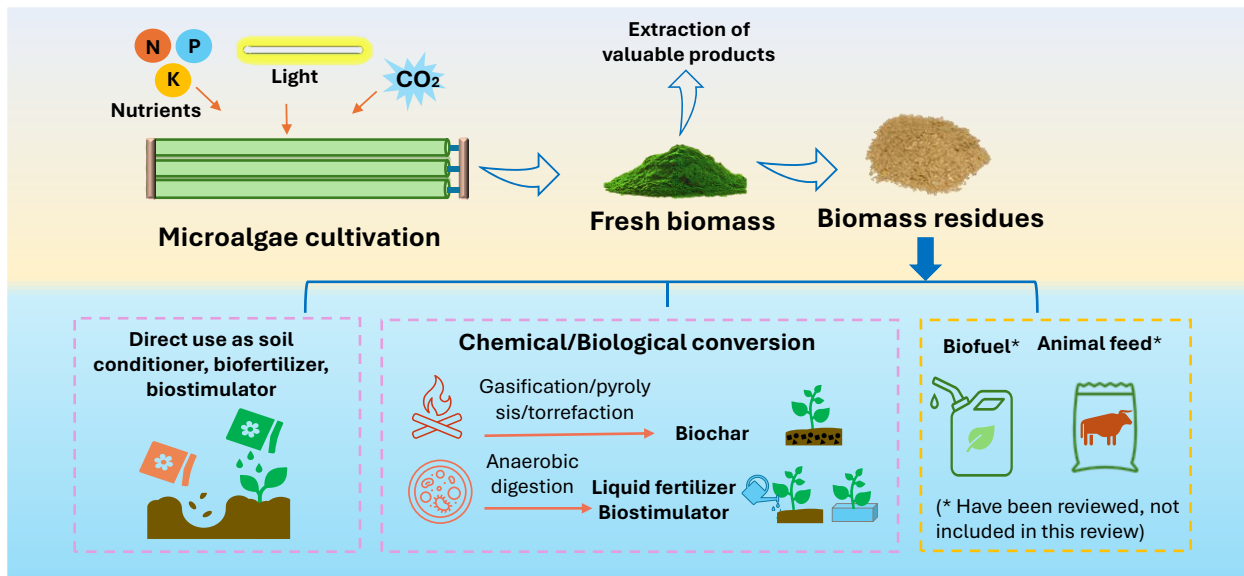 N
P
K
Nutrients
Light
CO₂
Extraction of
valuable products
Microalgae cultivation
Fresh biomass
Biomass residues
Direct use as soil
conditioner, biofertilizer,
biostimulator
Chemical/Biological conversion
Gasification/pyroly
sis/torrefaction
Biochar
Anaerobic
digestion
Liquid fertilizer
Biostimulator
Biofuel*
Animal feed*
(* Have been reviewed, not
included in this review)